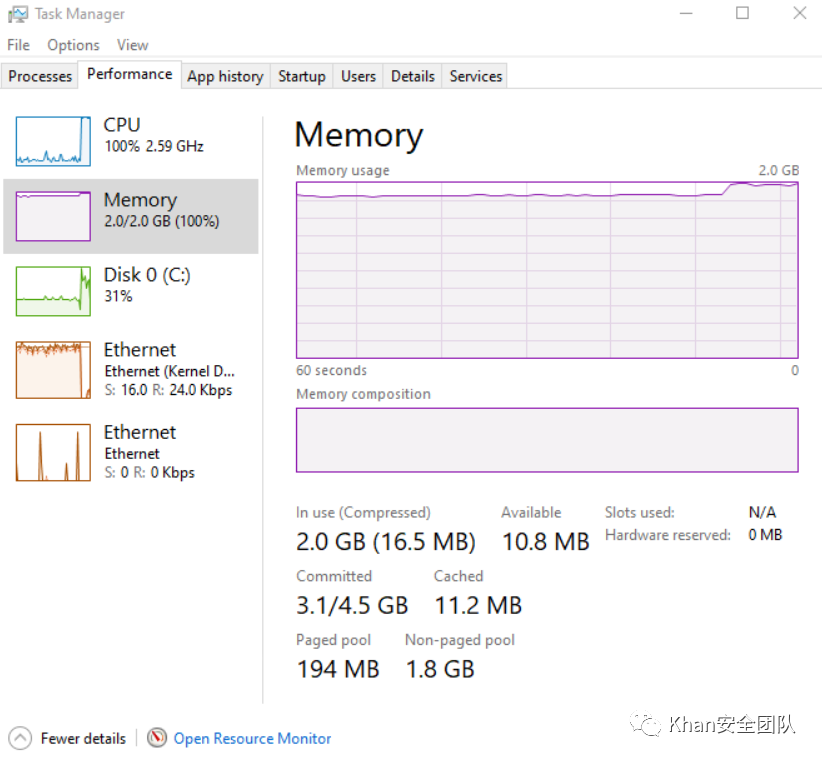 Task Manager
File Options View
Processes Performance App history Startup Users Details Services
CPU
100% 2.59 GHz
Memory
2.0/2.0 GB (100%)
Disk 0 (C:)
31%
Ethernet
Ethernet (Kernel D...
S: 16.0 R: 24.0 Kbps
Ethernet
Ethernet
S: 0 R: 0 Kbps
Memory
Memory usage 2.0 GB
60 seconds 0
Memory composition
In use (Compressed) Available Slots used: N/A
2.0 GB (16.5 MB) 10.8 MB Hardware reserved: 0 MB
Committed Cached
3.1/4.5 GB 11.2 MB
Paged pool Non-paged pool
194 MB 1.8 GB
Fewer details Open Resource Monitor
Khan安全团队